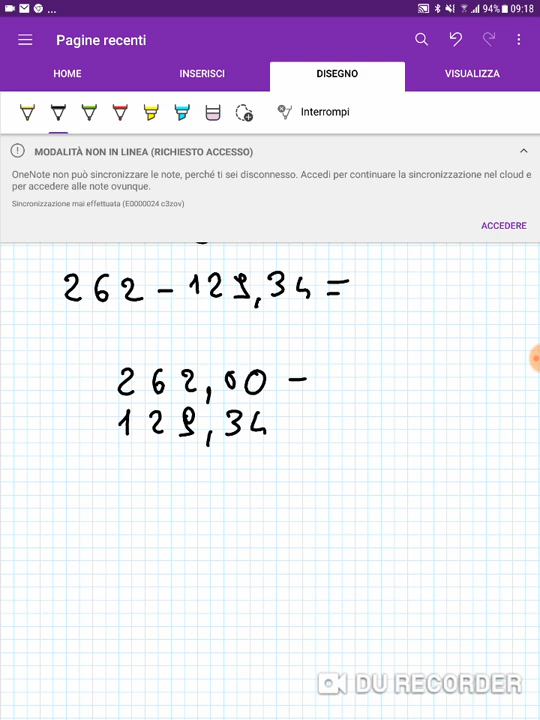 ... 94% 09:18
Pagine recenti
HOME INSERISCI DISEGNO VISUALIZZA
Interrompi
MODALITÀ NON IN LINEA (RICHIESTO ACCESSO)
OneNote non può sincronizzare le note, perché ti sei disconnesso. Accedi per continuare la sincronizzazione nel cloud e
per accedere alle note ovunque.
Sincronizzazione mai effettuata (E0000024 c3zov)
ACCEDERE
262 - 129,34 =
262,00 -
129,34
DU RECORDER